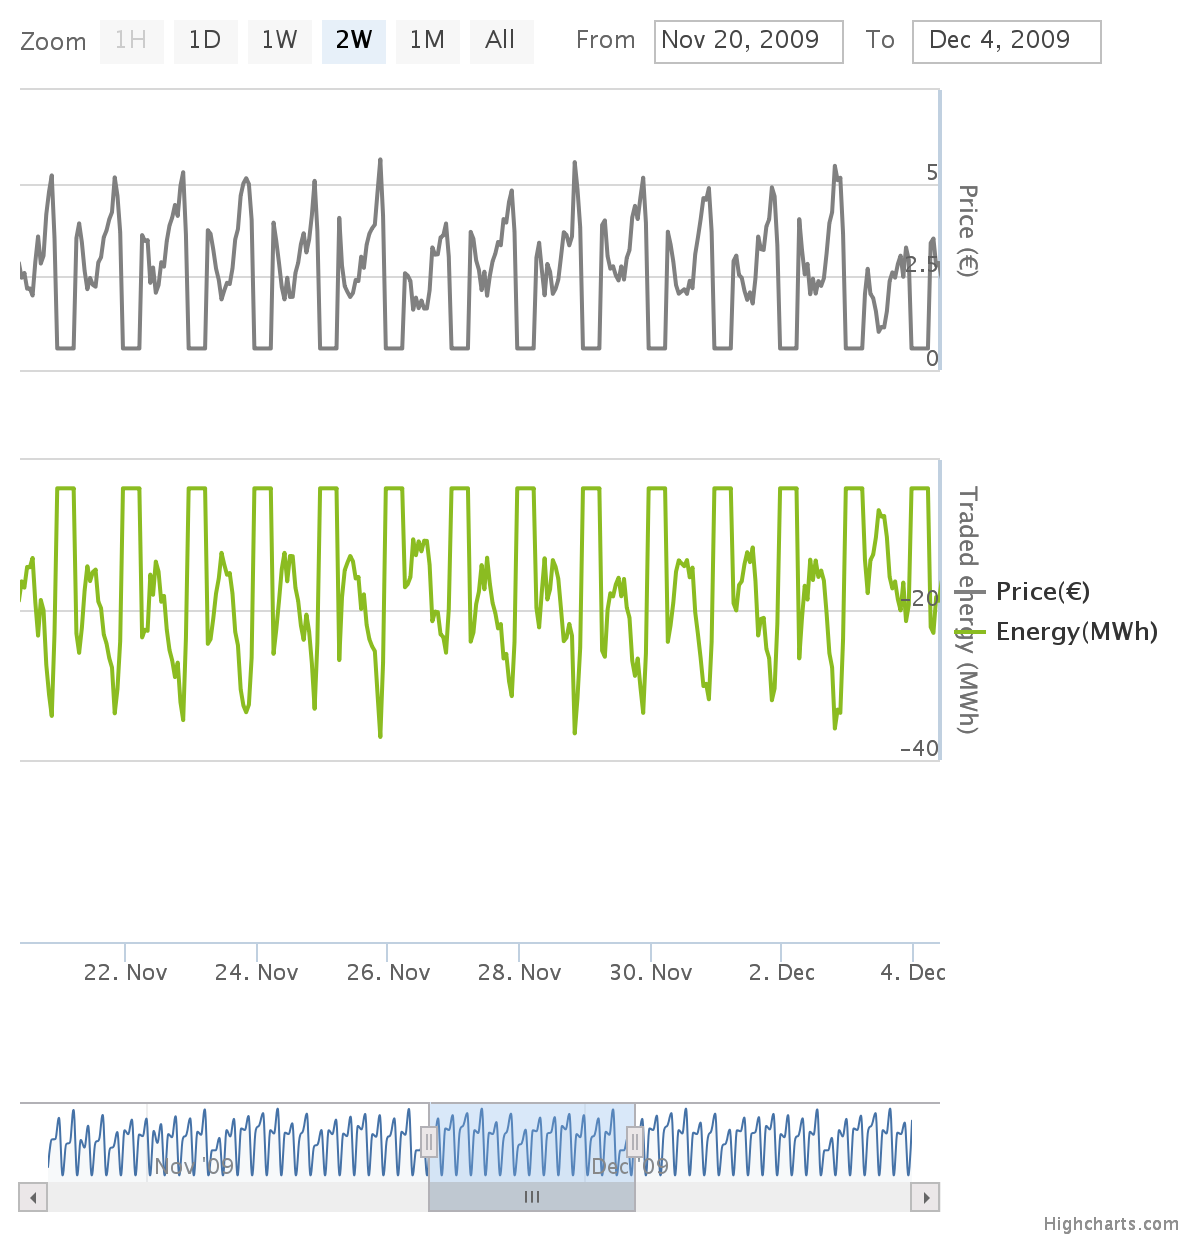 Zoom 1H 1D 1W 2W 1M All From Nov 20, 2009 To Dec 4, 2009
5
2.5
0
Price (€)
-20
-40
Traded energy (MWh)
Price(€)
Energy(MWh)
22. Nov 24. Nov 26. Nov 28. Nov 30. Nov 2. Dec 4. Dec
Nov '09 Dec '09
Highcharts.com